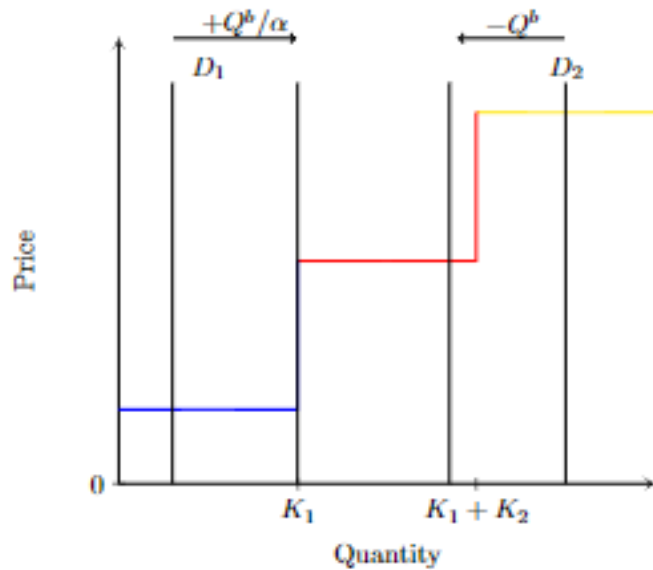 +Q^b/α
−Q^b
D_1
D_2
Price
0
K_1
K_1 + K_2
Quantity